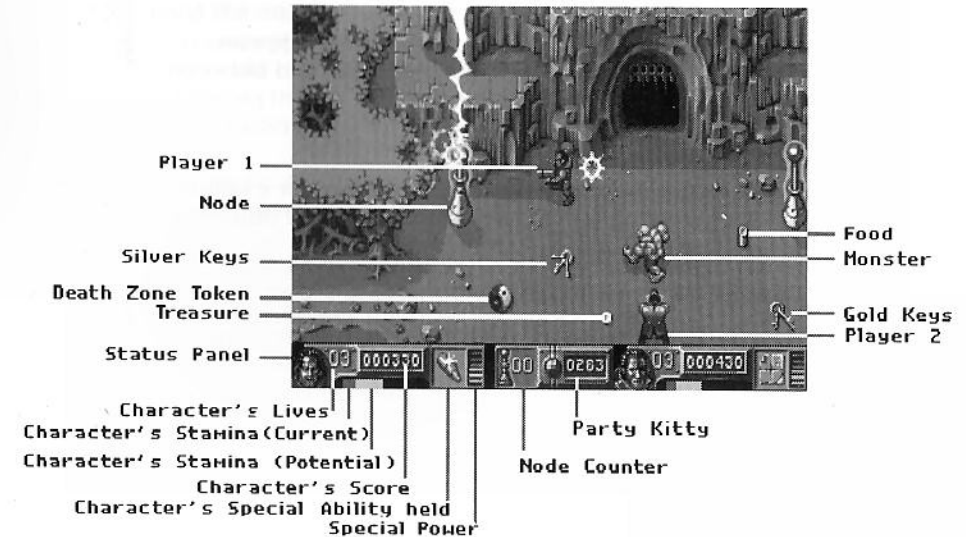 Player 1
Node
Silver Keys
Death Zone Token
Treasure
Status Panel
Food
Monster
Gold Keys
Player 2
03 000330 00 0263 03 000430
Character's Lives
Character's Stamina(Current)
Character's Stamina (Potential)
Character's Score
Character's Special Ability held
Special Power
Party Kitty
Node Counter